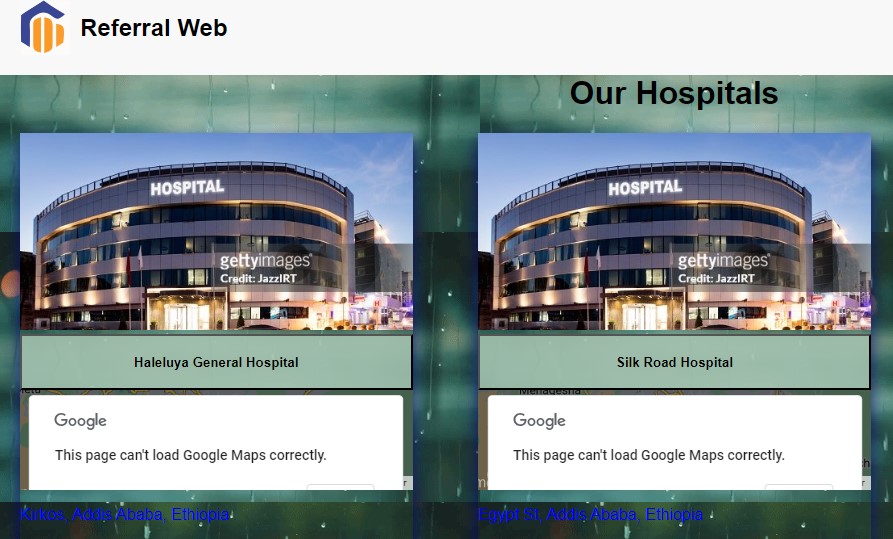 Referral Web
Our Hospitals
HOSPITAL
gettyimages®
Credit: JazzIRT
HOSPITAL
gettyimages®
Credit: JazzIRT
Haleluya General Hospital
Silk Road Hospital
Google
This page can't load Google Maps correctly.
Google
This page can't load Google Maps correctly.
Kirkos, Addis Ababa, Ethiopia
Egypt St, Addis Ababa, Ethiopia